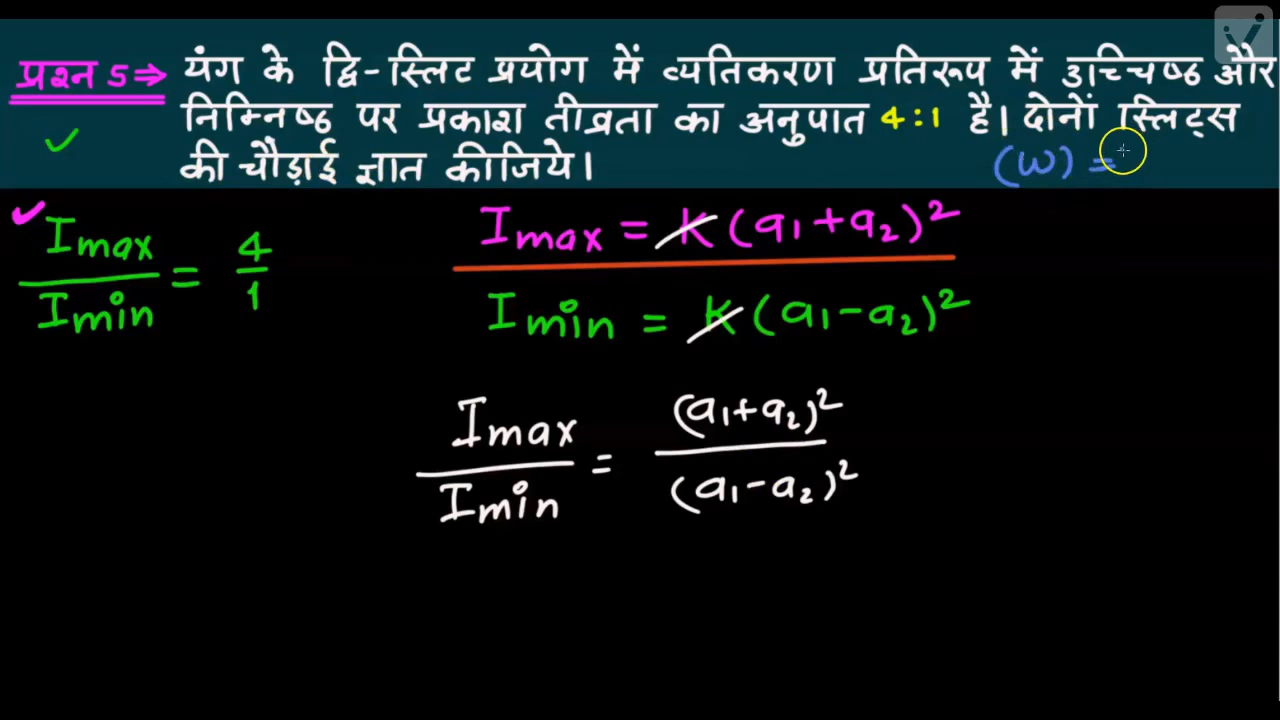 प्रश्न 5⇒ यंग के द्वि-स्लिट प्रयोग में व्यतिकरण प्रतिरूप में उच्चिष्ठ और
निम्निष्ठ पर प्रकाश तीव्रता का अनुपात 4:1 है। दोनों स्लिट्स
की चौड़ाई ज्ञात कीजिये।
(W) =
Imax / Imin = 4/1
Imax = K (a1+a2)²
Imin = K (a1-a2)²
Imax / Imin = (a1+a2)² / (a1-a2)²